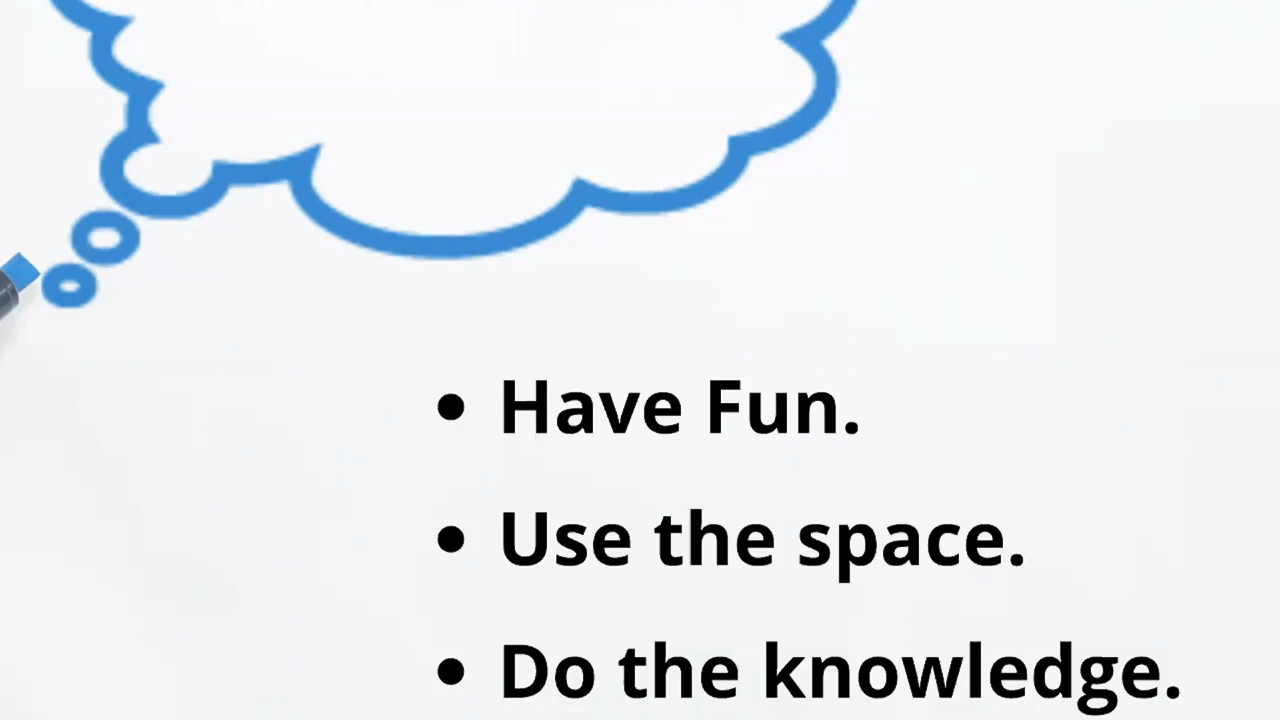 • Have Fun.
• Use the space.
• Do the knowledge.